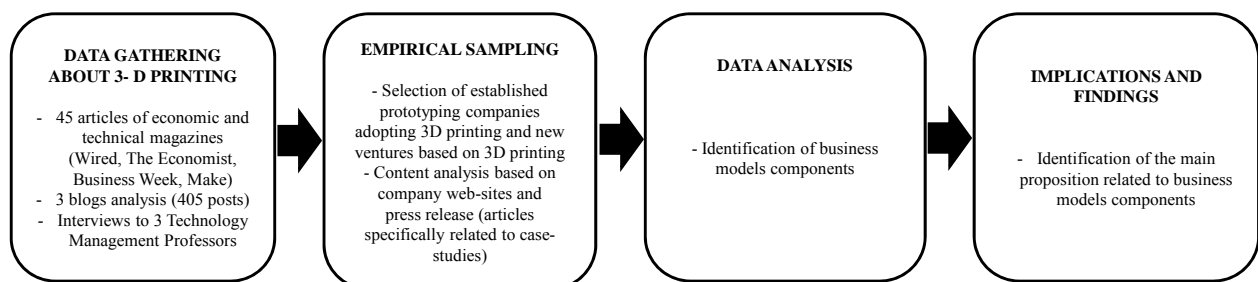 DATA GATHERING
ABOUT 3- D PRINTING
- 45 articles of economic and
technical magazines
(Wired, The Economist,
Business Week, Make)
- 3 blogs analysis (405 posts)
- Interviews to 3 Technology
Management Professors
EMPIRICAL SAMPLING
- Selection of established
prototyping companies
adopting 3D printing and new
ventures based on 3D printing
- Content analysis based on
company web-sites and
press release (articles
specifically related to case-
studies)
DATA ANALYSIS
- Identification of business
models components
IMPLICATIONS AND
FINDINGS
- Identification of the main
proposition related to business
models components